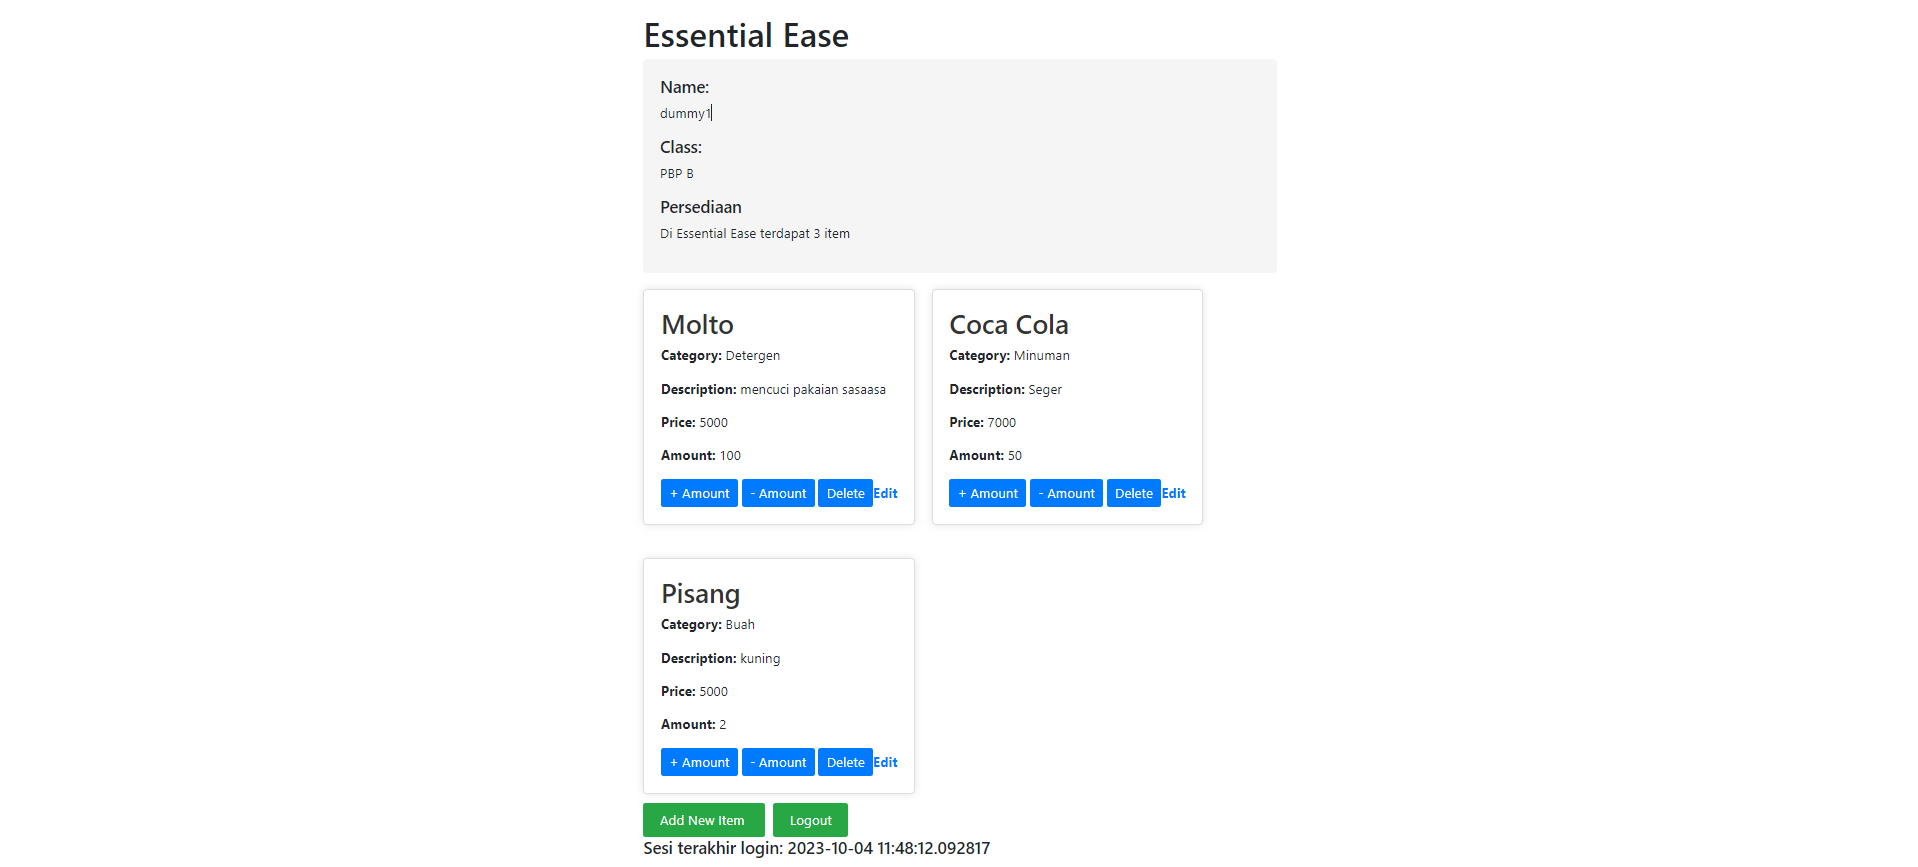 Essential Ease
Name:
dummy1
Class:
PBP B
Persediaan
Di Essential Ease terdapat 3 item
Molto
Category: Detergen
Description: mencuci pakaian sasaasa
Price: 5000
Amount: 100
+ Amount - Amount Delete Edit
Coca Cola
Category: Minuman
Description: Seger
Price: 7000
Amount: 50
+ Amount - Amount Delete Edit
Pisang
Category: Buah
Description: kuning
Price: 5000
Amount: 2
+ Amount - Amount Delete Edit
Add New Item Logout
Sesi terakhir login: 2023-10-04 11:48:12.092817